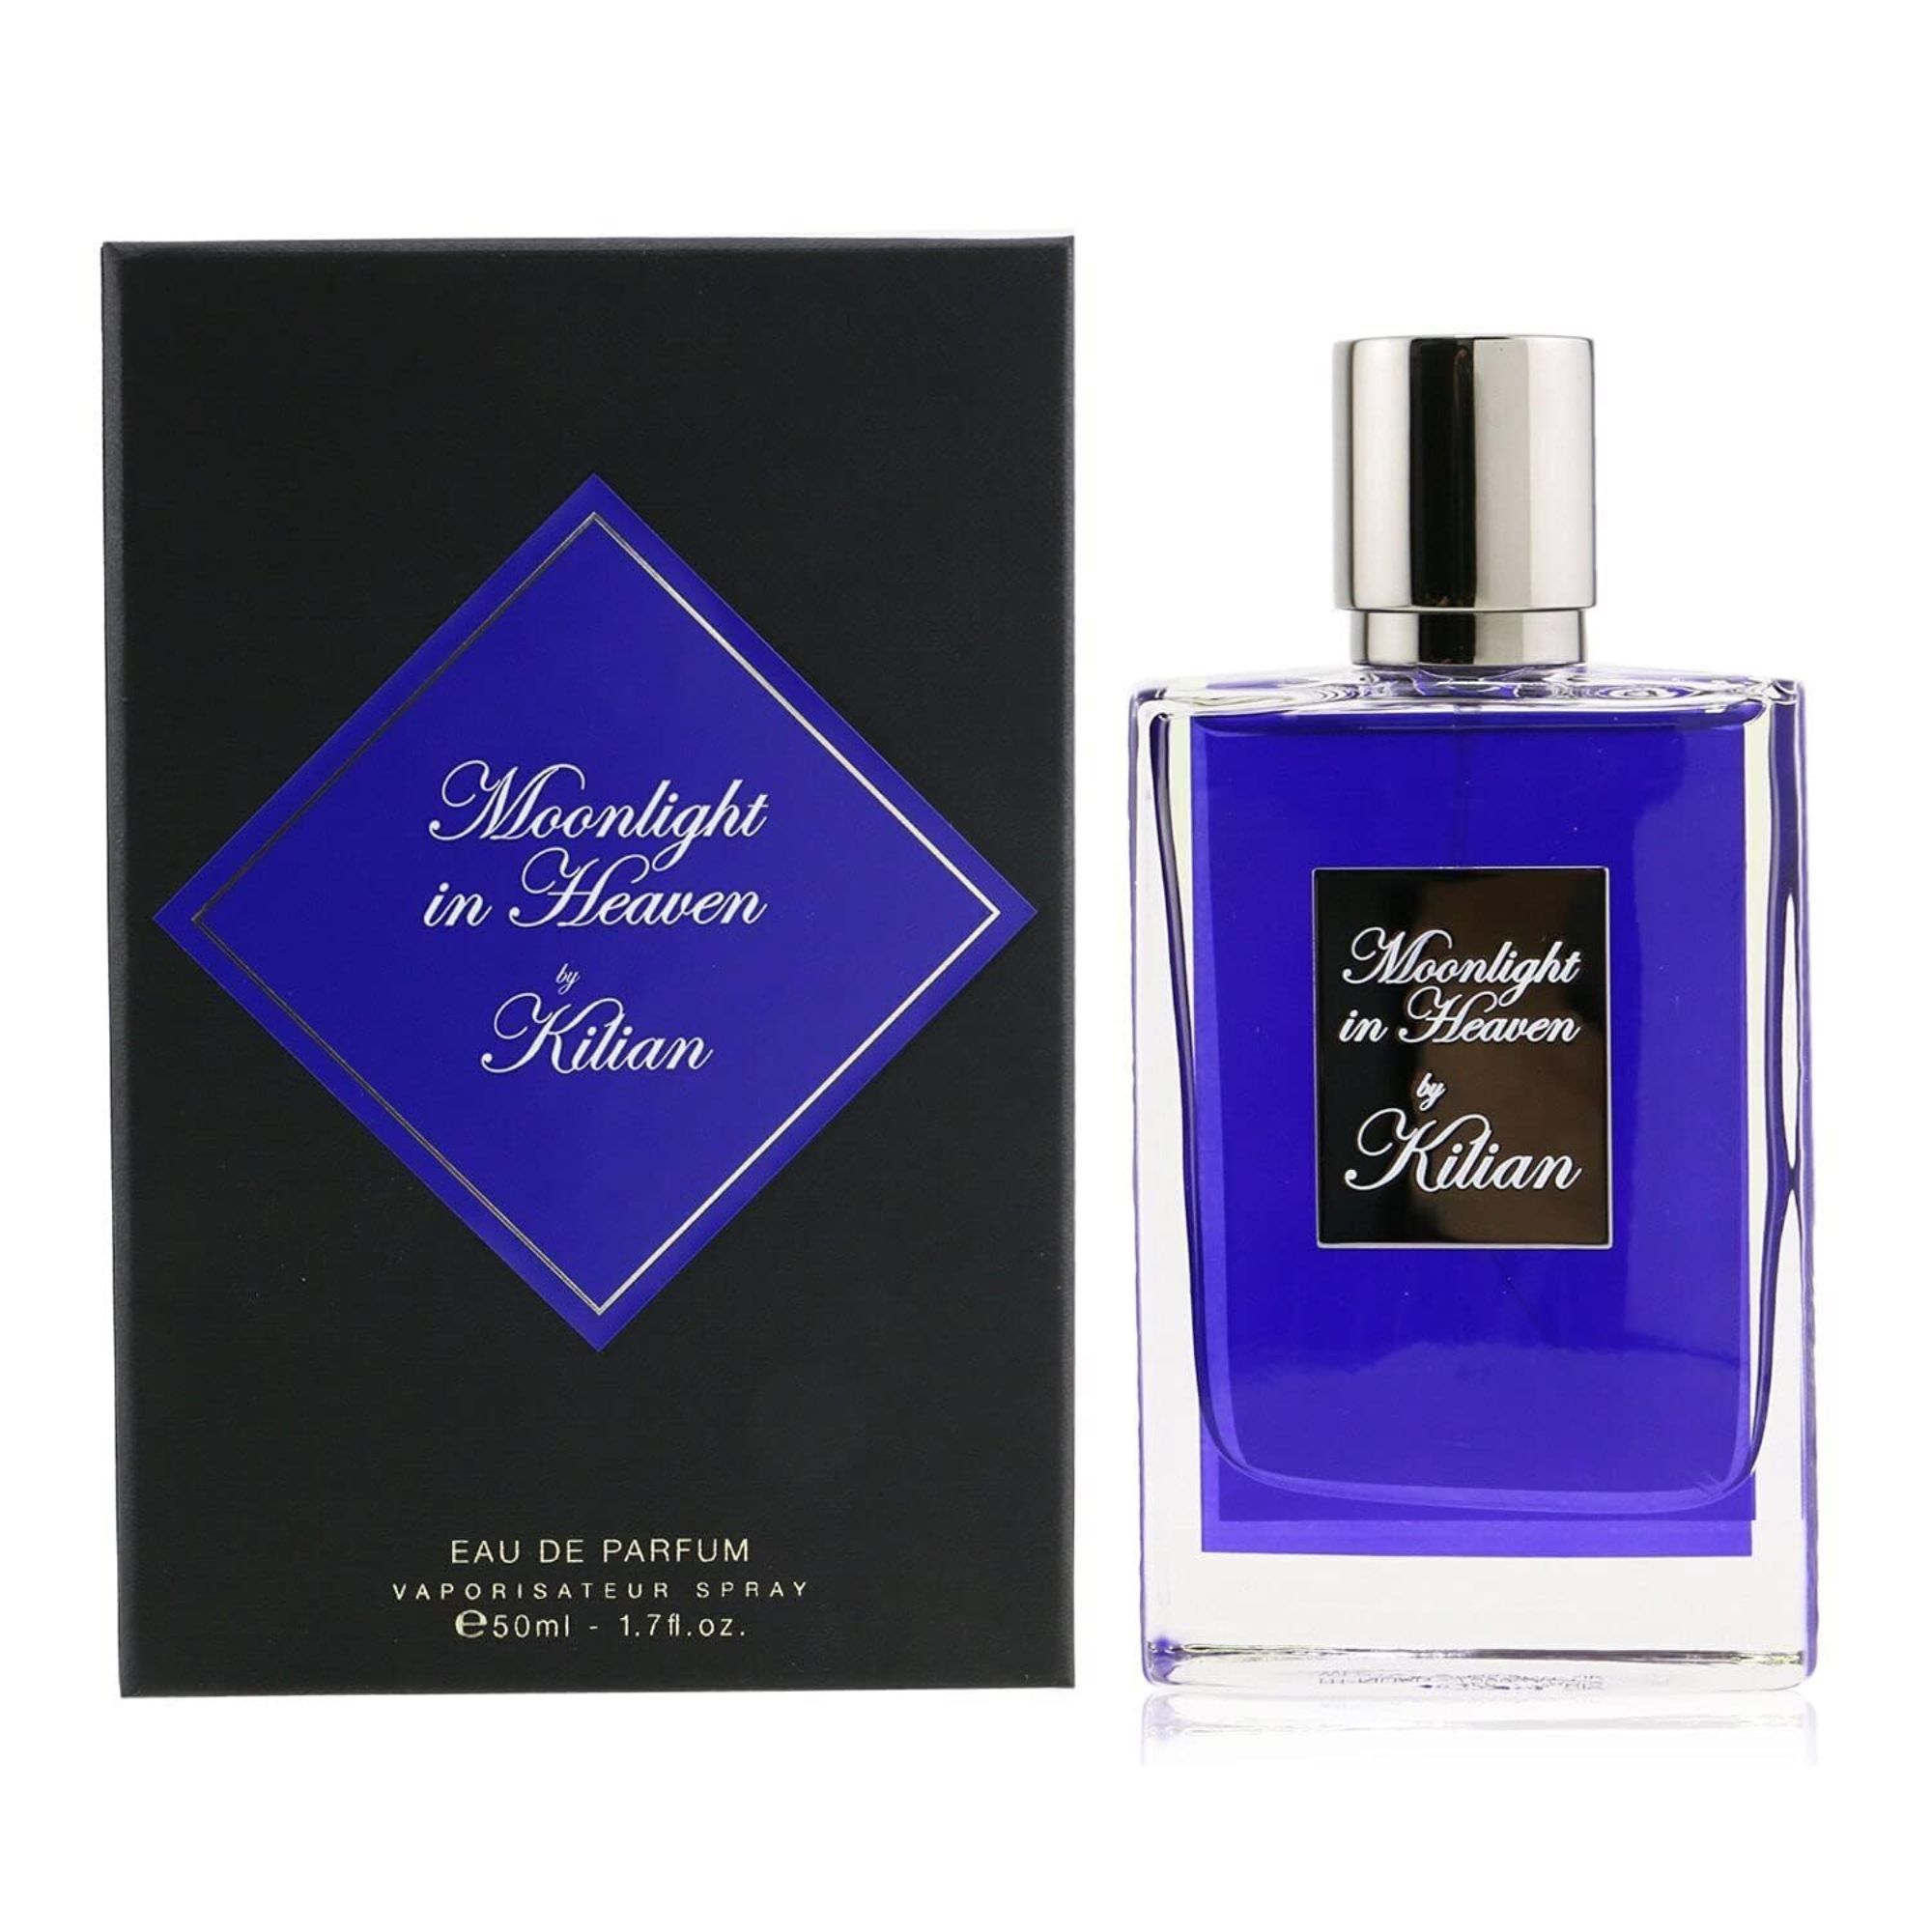 Moonlight
in Heaven
by
Kilian
EAU DE PARFUM
VAPORISATEUR SPRAY
℮50ml - 1.7fl.oz.
Moonlight
in Heaven
by
Kilian